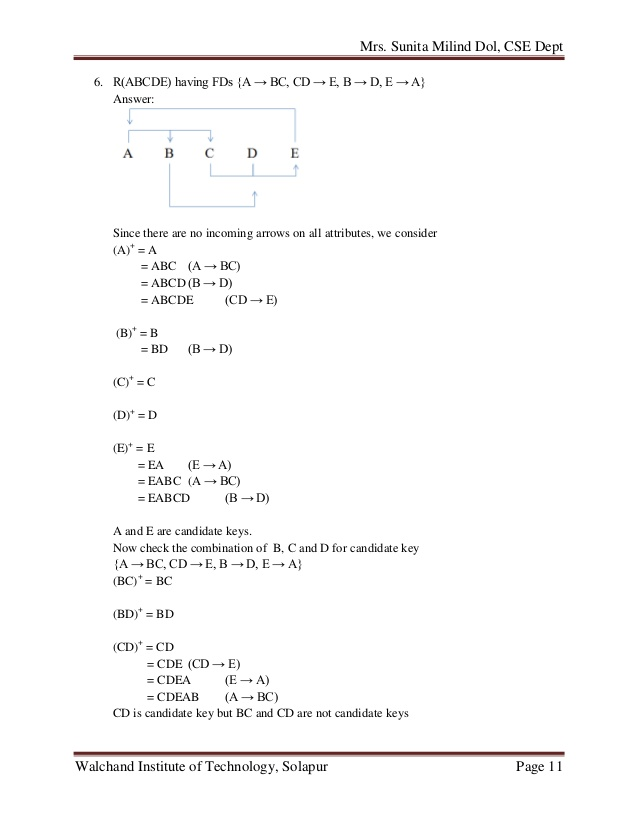 Mrs. Sunita Milind Dol, CSE Dept
6. R(ABCDE) having FDs {A → BC, CD → E, B → D, E → A}
Answer:
A B C D E
Since there are no incoming arrows on all attributes, we consider
(A)⁺ = A
= ABC (A → BC)
= ABCD (B → D)
= ABCDE (CD → E)
(B)⁺ = B
= BD (B → D)
(C)⁺ = C
(D)⁺ = D
(E)⁺ = E
= EA (E → A)
= EABC (A → BC)
= EABCD (B → D)
A and E are candidate keys.
Now check the combination of B, C and D for candidate key
{A → BC, CD → E, B → D, E → A}
(BC)⁺ = BC
(BD)⁺ = BD
(CD)⁺ = CD
= CDE (CD → E)
= CDEA (E → A)
= CDEAB (A → BC)
CD is candidate key but BC and CD are not candidate keys
Walchand Institute of Technology, Solapur Page 11